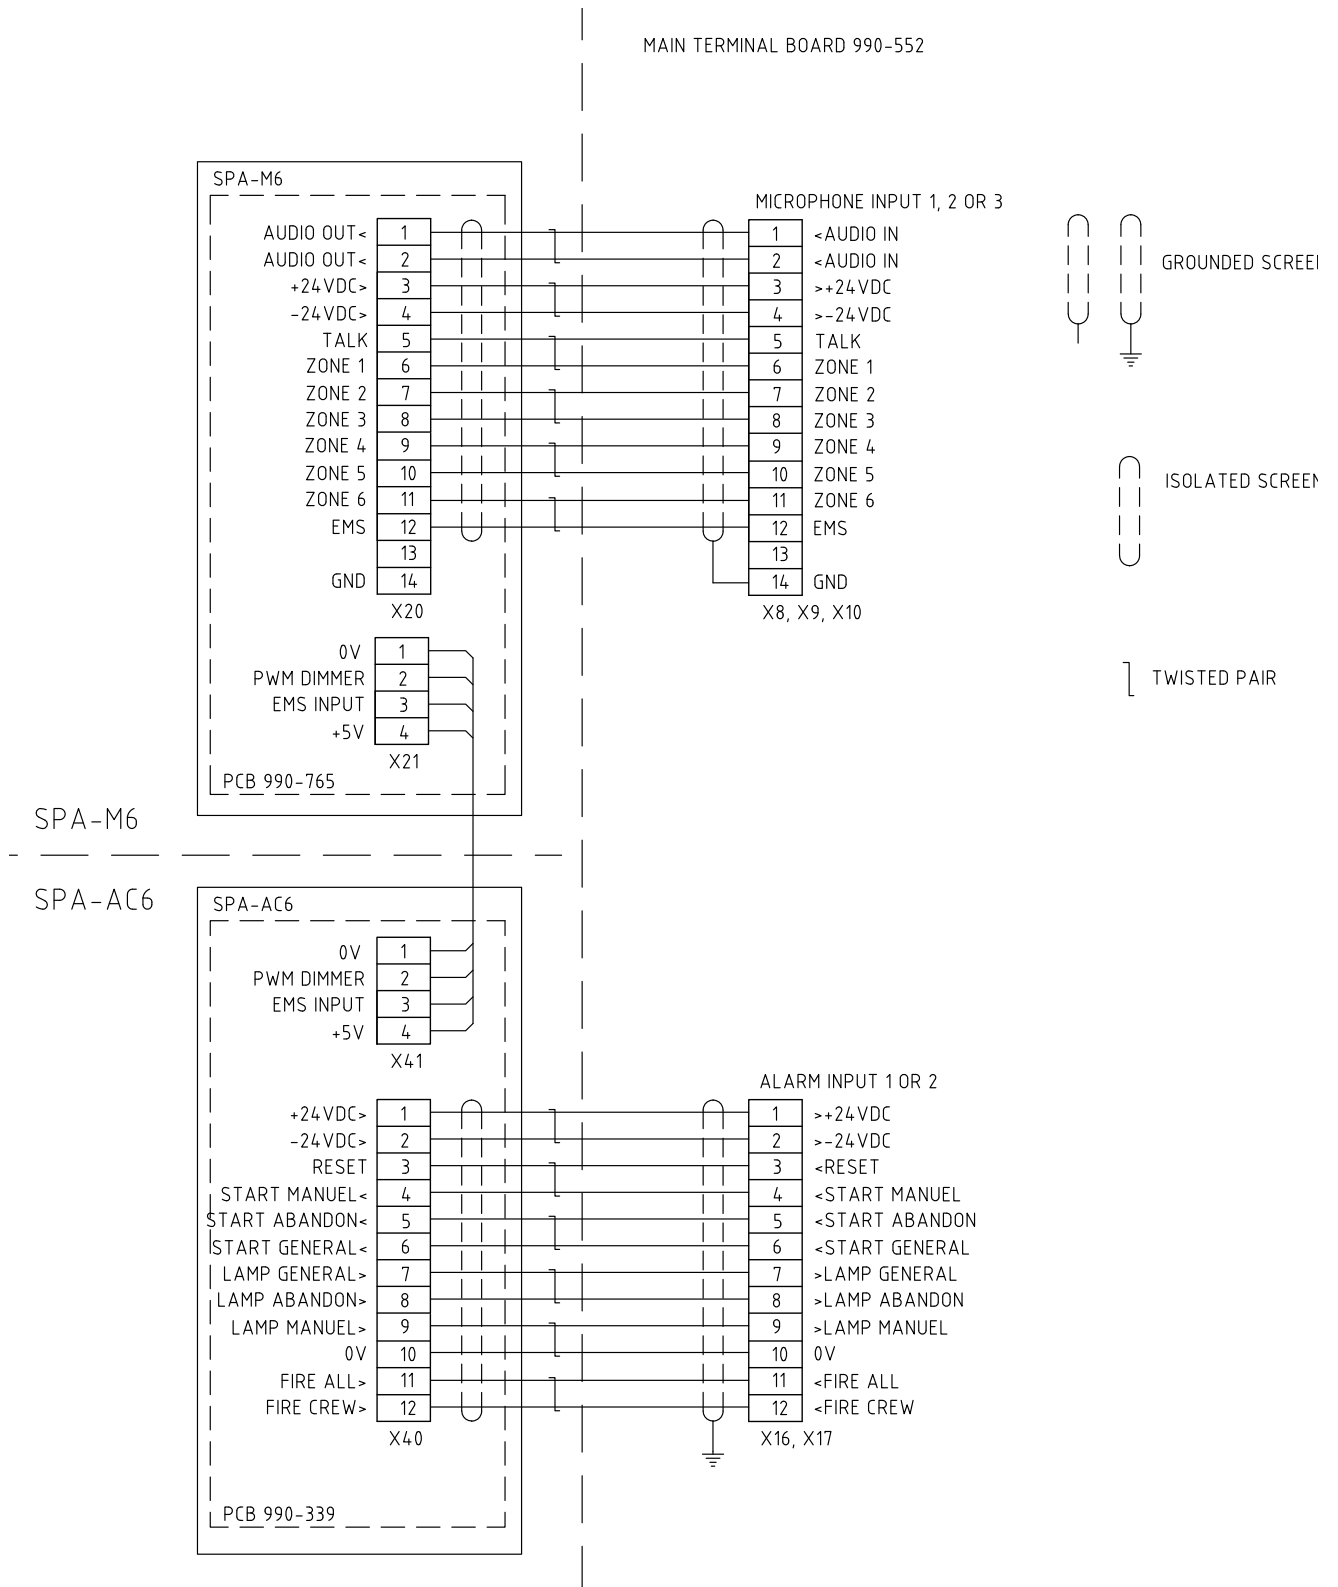 MAIN TERMINAL BOARD 990-552
SPA-M6
MICROPHONE INPUT 1, 2 OR 3
AUDIO OUT< 1 1 <AUDIO IN
AUDIO OUT< 2 2 <AUDIO IN
+24VDC> 3 3 >+24VDC
-24VDC> 4 4 >-24VDC
TALK 5 5 TALK
ZONE 1 6 6 ZONE 1
ZONE 2 7 7 ZONE 2
ZONE 3 8 8 ZONE 3
ZONE 4 9 9 ZONE 4
ZONE 5 10 10 ZONE 5
ZONE 6 11 11 ZONE 6
EMS 12 12 EMS
13 13
GND 14 14 GND
X20 X8, X9, X10
GROUNDED SCREEN
ISOLATED SCREEN
TWISTED PAIR
0V 1
PWM DIMMER 2
EMS INPUT 3
+5V 4
X21
PCB 990-765
SPA-M6
SPA-AC6
SPA-AC6
0V 1
PWM DIMMER 2
EMS INPUT 3
+5V 4
X41
ALARM INPUT 1 OR 2
+24VDC> 1 1 >+24VDC
-24VDC> 2 2 >-24VDC
RESET 3 3 <RESET
START MANUEL< 4 4 <START MANUEL
START ABANDON< 5 5 <START ABANDON
START GENERAL< 6 6 <START GENERAL
LAMP GENERAL> 7 7 >LAMP GENERAL
LAMP ABANDON> 8 8 >LAMP ABANDON
LAMP MANUEL> 9 9 >LAMP MANUEL
0V 10 10 0V
FIRE ALL> 11 11 <FIRE ALL
FIRE CREW> 12 12 <FIRE CREW
X40 X16, X17
PCB 990-339